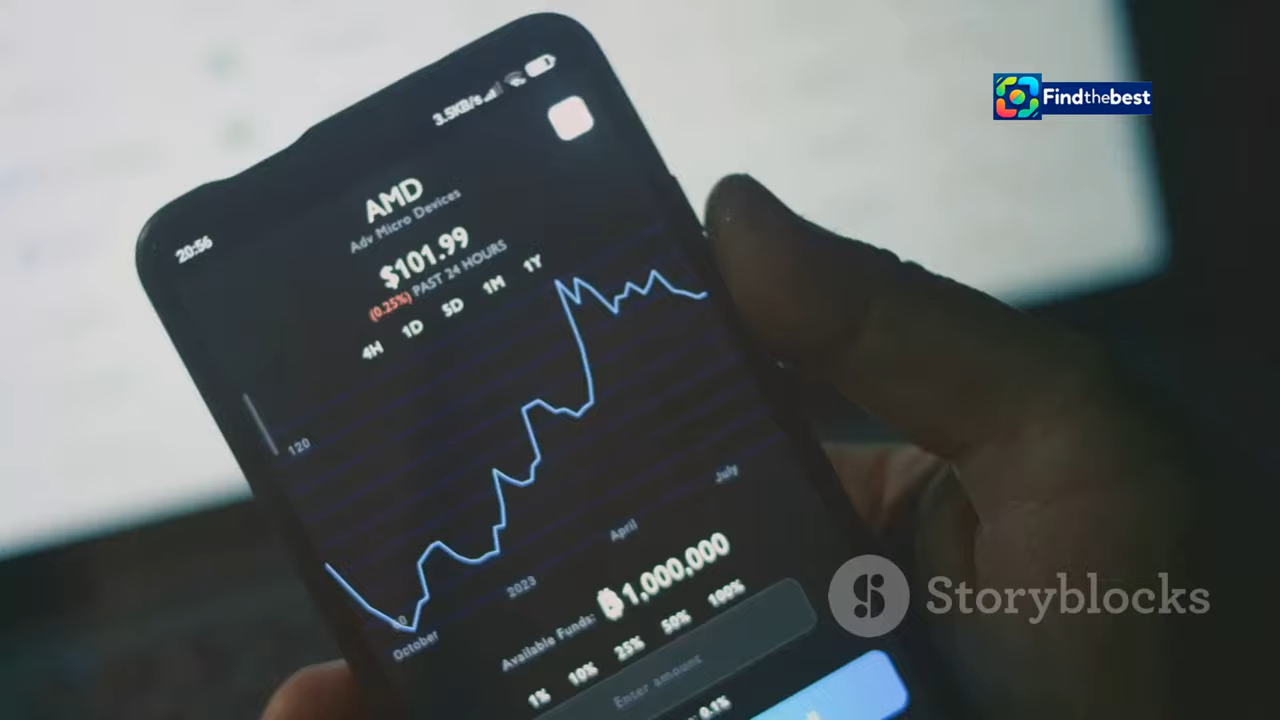 Findthebest
3.5KB/s
20:56
AMD
Adv Micro Devices
$101.99
(0.25%) PAST 24 HOURS
4H 1D 5D 1M 1Y
120
July
April
2023
October
Available Funds: ₿1,000,000
1% 10% 25% 50% 100%
Enter amount
0.1%
Storyblocks